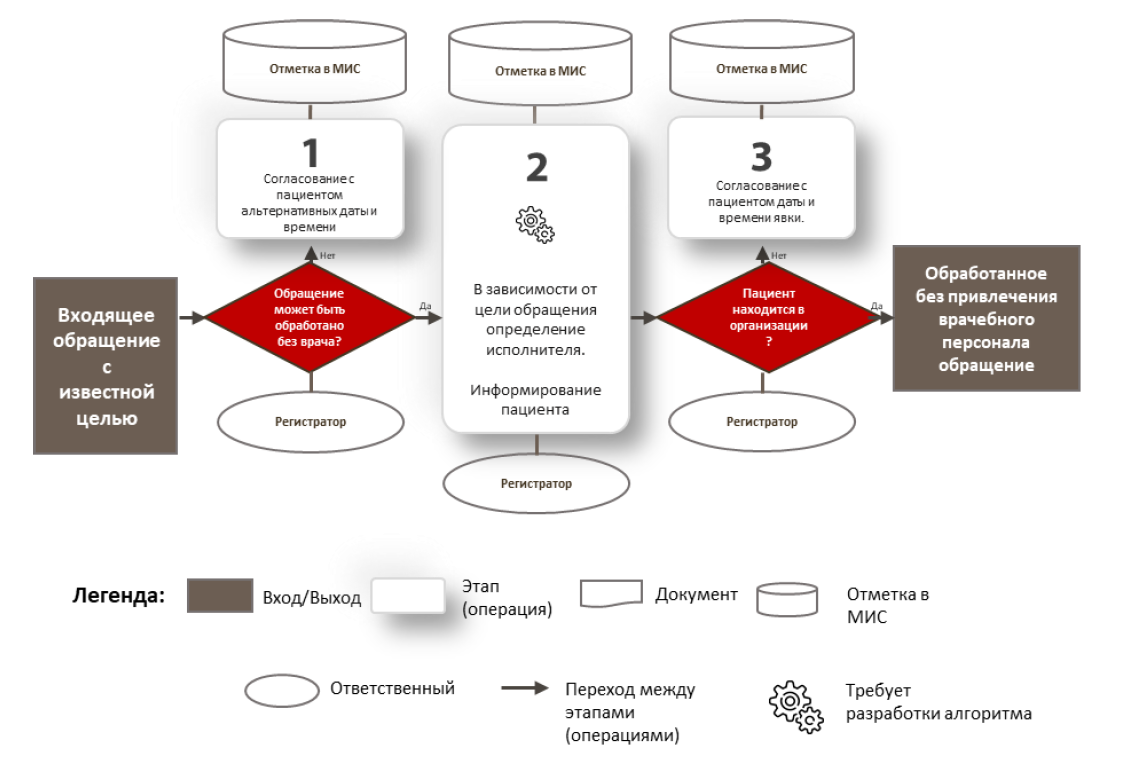 Отметка в МИС
Отметка в МИС
Отметка в МИС
1
Согласование с
пациентом
альтернативных даты и
времени
2
В зависимости от
цели обращения
определение
исполнителя.
Информирование
пациента
3
Согласование с
пациентом даты и
времени явки.
Нет
Нет
Входящее
обращение
с
известной
целью
Обращение
может быть
обработано
без врача?
Да
Пациент
находится в
организации
?
Да
Обработанное
без привлечения
врачебного
персонала
обращение
Регистратор
Регистратор
Регистратор
Легенда:
Вход/Выход
Этап
(операция)
Документ
Отметка в
МИС
Ответственный
Переход между
этапами
(операциями)
Требует
разработки алгоритма